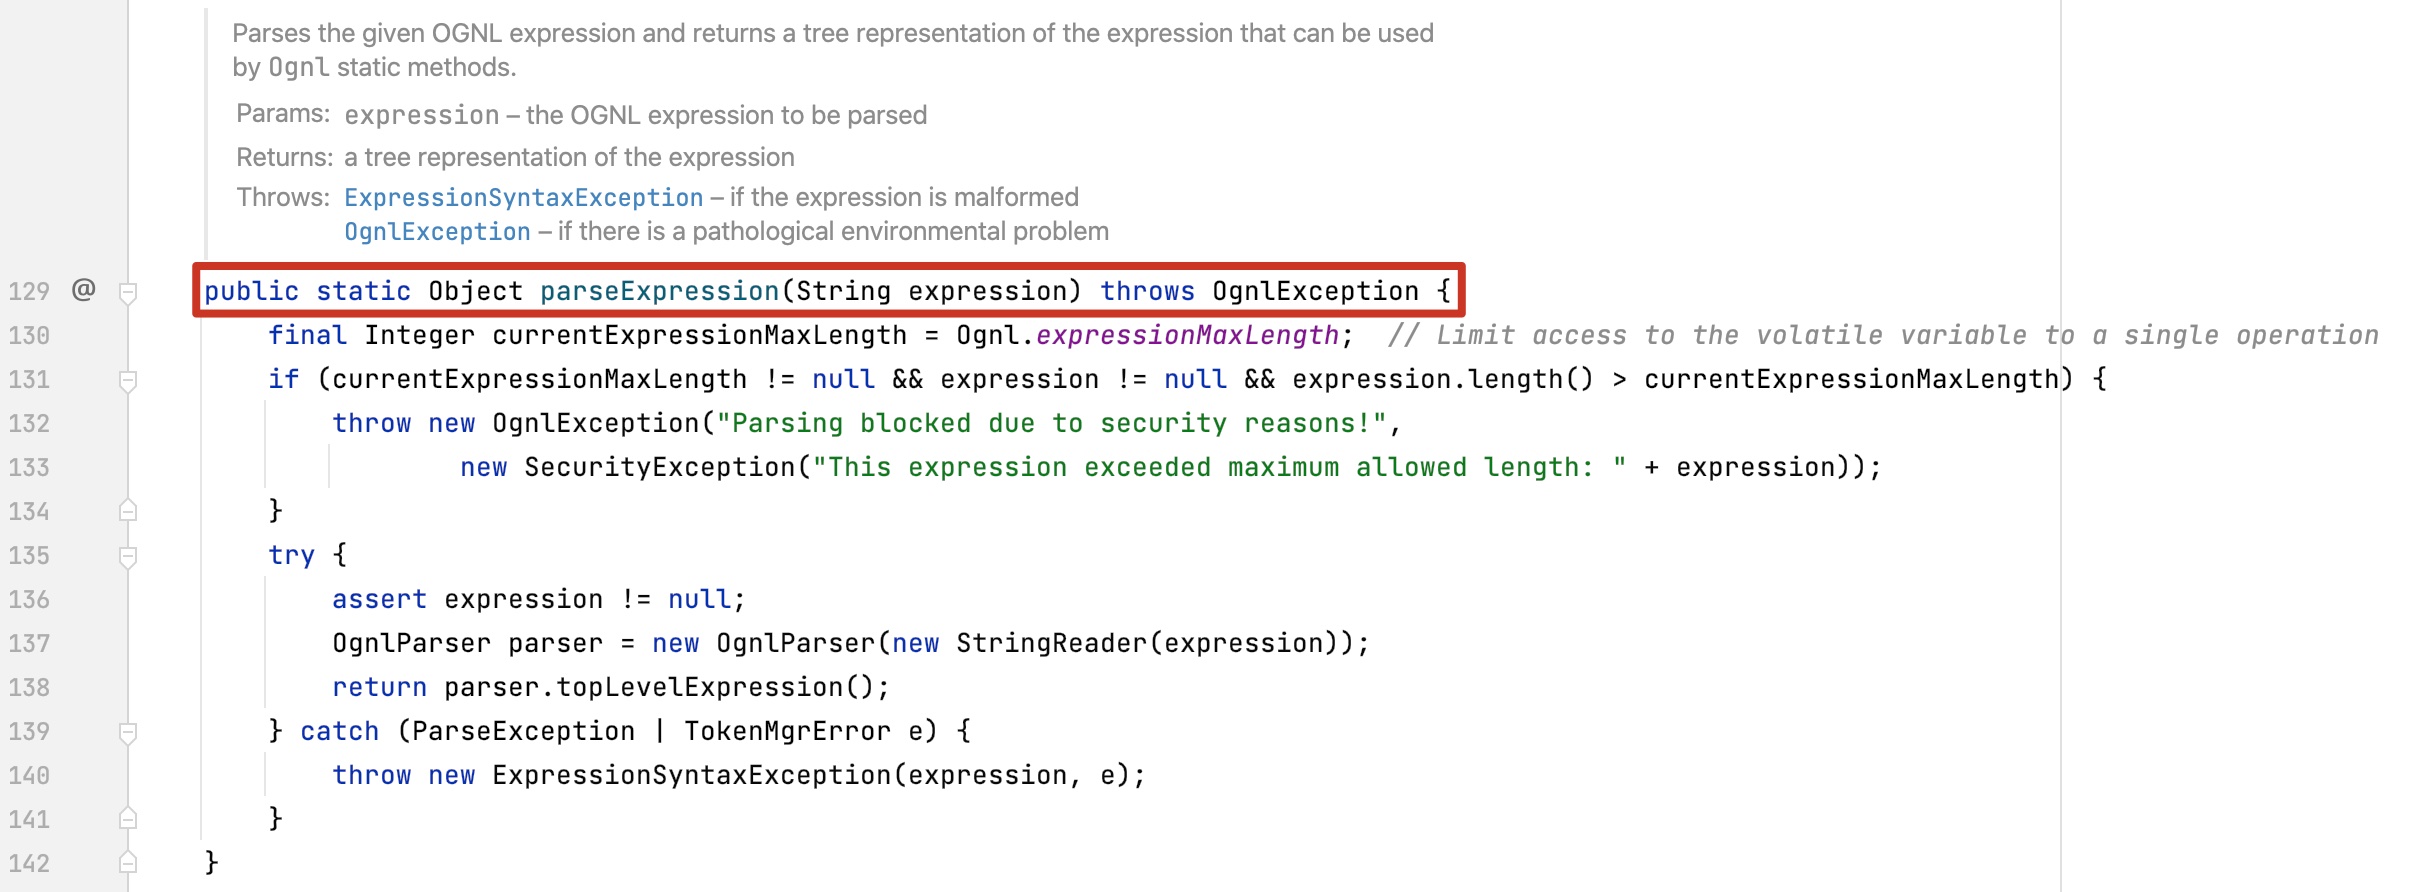 Parses the given OGNL expression and returns a tree representation of the expression that can be used
by Ognl static methods.
Params: expression – the OGNL expression to be parsed
Returns: a tree representation of the expression
Throws: ExpressionSyntaxException – if the expression is malformed
OgnlException – if there is a pathological environmental problem
129 @ public static Object parseExpression(String expression) throws OgnlException {
130 final Integer currentExpressionMaxLength = Ognl.expressionMaxLength;  // Limit access to the volatile variable to a single operation
131 if (currentExpressionMaxLength != null && expression != null && expression.length() > currentExpressionMaxLength) {
132 throw new OgnlException("Parsing blocked due to security reasons!",
133 new SecurityException("This expression exceeded maximum allowed length: " + expression));
134 }
135 try {
136 assert expression != null;
137 OgnlParser parser = new OgnlParser(new StringReader(expression));
138 return parser.topLevelExpression();
139 } catch (ParseException | TokenMgrError e) {
140 throw new ExpressionSyntaxException(expression, e);
141 }
142 }